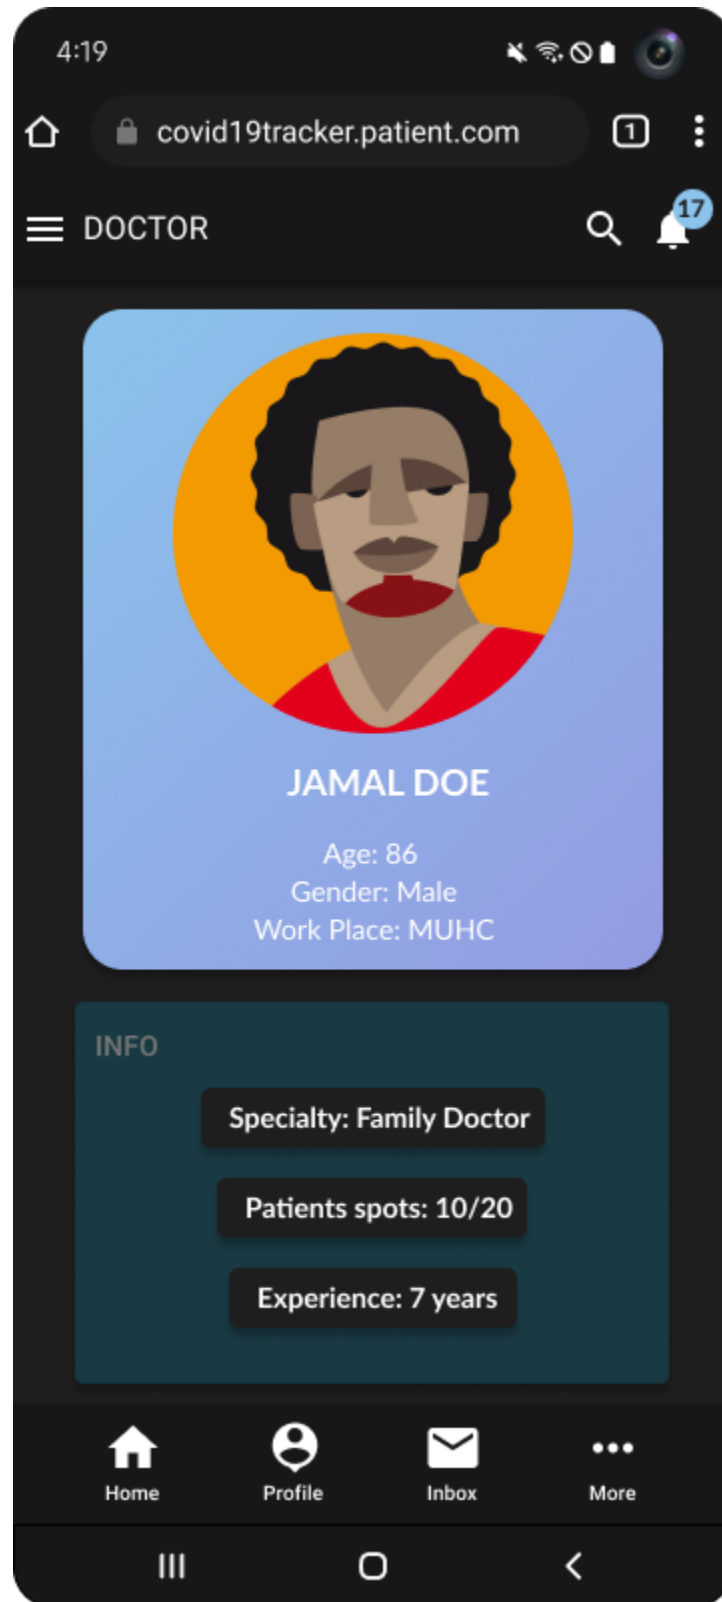 4:19
covid19tracker.patient.com
1
DOCTOR
17
JAMAL DOE
Age: 86
Gender: Male
Work Place: MUHC
INFO
Specialty: Family Doctor
Patients spots: 10/20
Experience: 7 years
Home Profile Inbox More